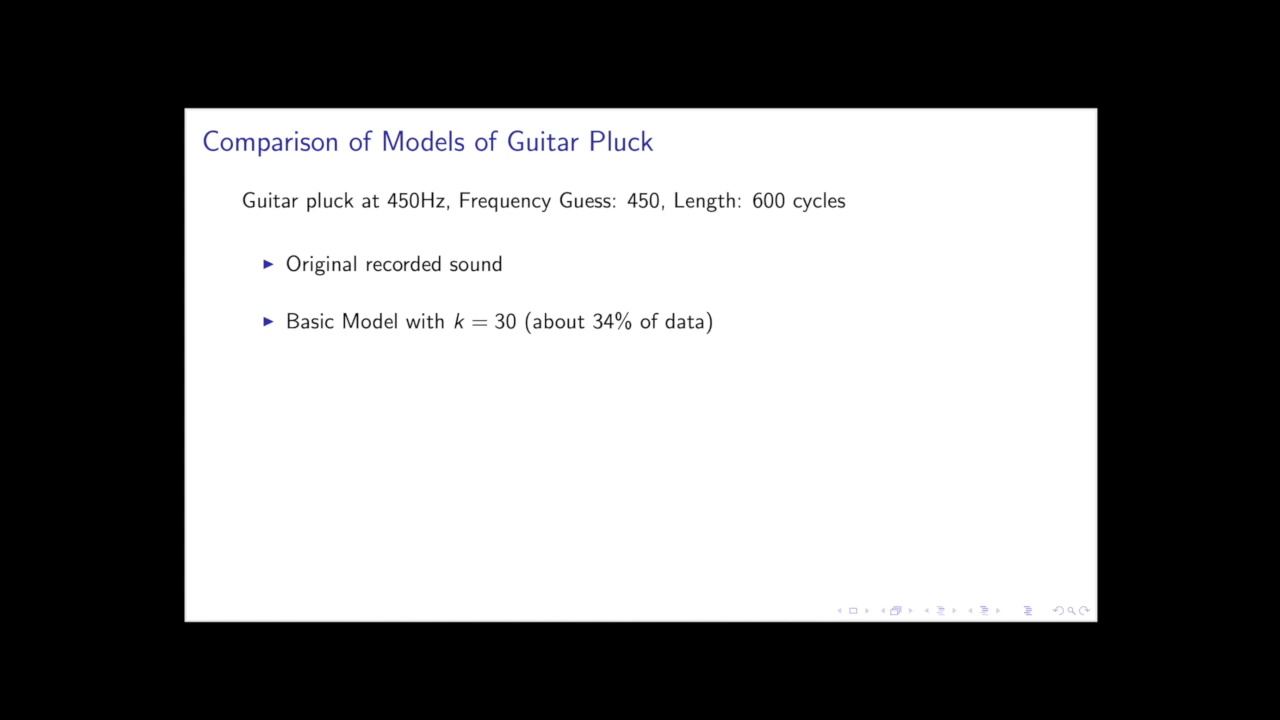 Comparison of Models of Guitar Pluck
Guitar pluck at 450Hz, Frequency Guess: 450, Length: 600 cycles
▶ Original recorded sound
▶ Basic Model with k = 30 (about 34% of data)